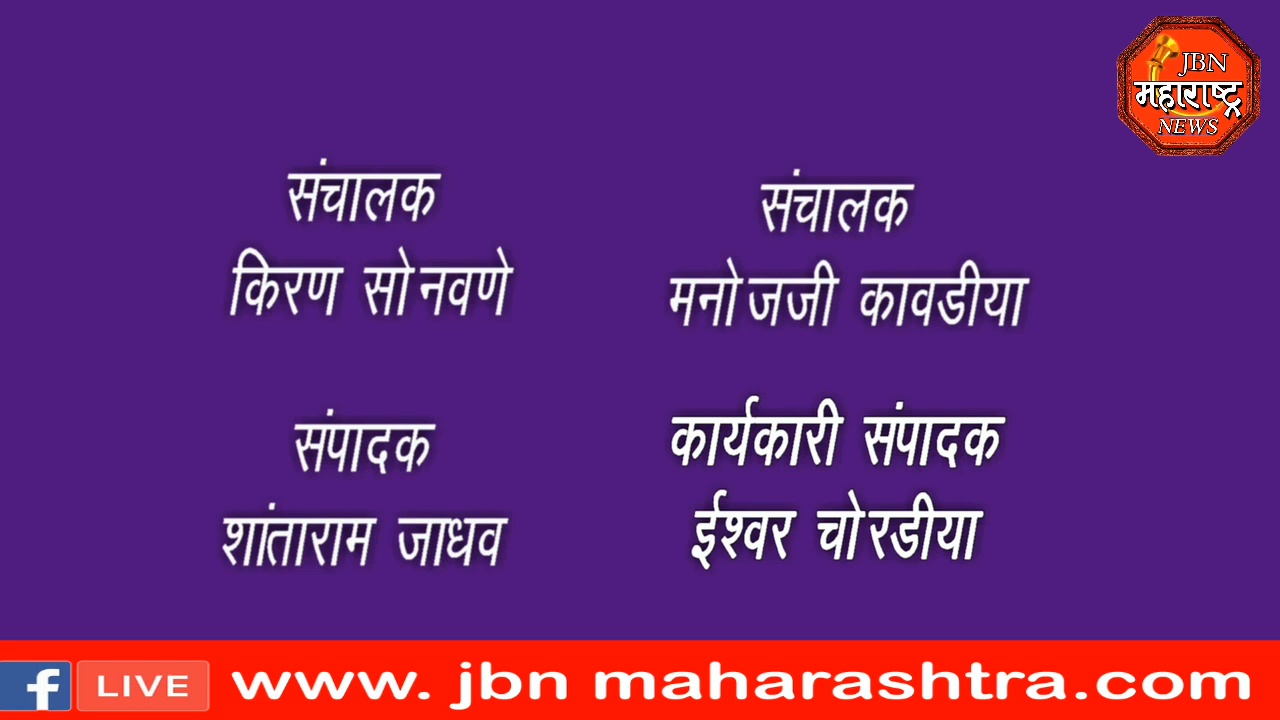 JBN
महाराष्ट्र
NEWS
संचालक
किरण सोनवणे
संचालक
मनोजजी कावडीया
संपादक
शांताराम जाधव
कार्यकारी संपादक
ईश्वर चोरडीया
f LIVE www. jbn maharashtra.com